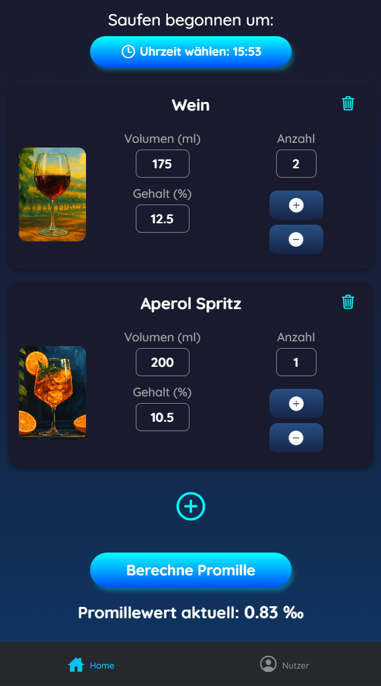 Saufen begonnen um:
Uhrzeit wählen: 15:53
Wein
Volumen (ml) Anzahl
175 2
Gehalt (%)
12.5
Aperol Spritz
Volumen (ml) Anzahl
200 1
Gehalt (%)
10.5
Berechne Promille
Promillewert aktuell: 0.83 ‰
Home Nutzer